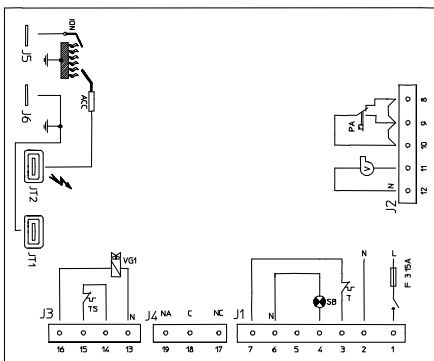 J5
ION
J6
ACC
JT2
JT1
8
9
10
11
12
J2
PA
V
N
J3
VG1
TS
N
16
15
14
13
J4
NA
C
NC
19
18
17
J1
N
SB
T
N
L
F 3.15A
7
6
5
4
3
2
1